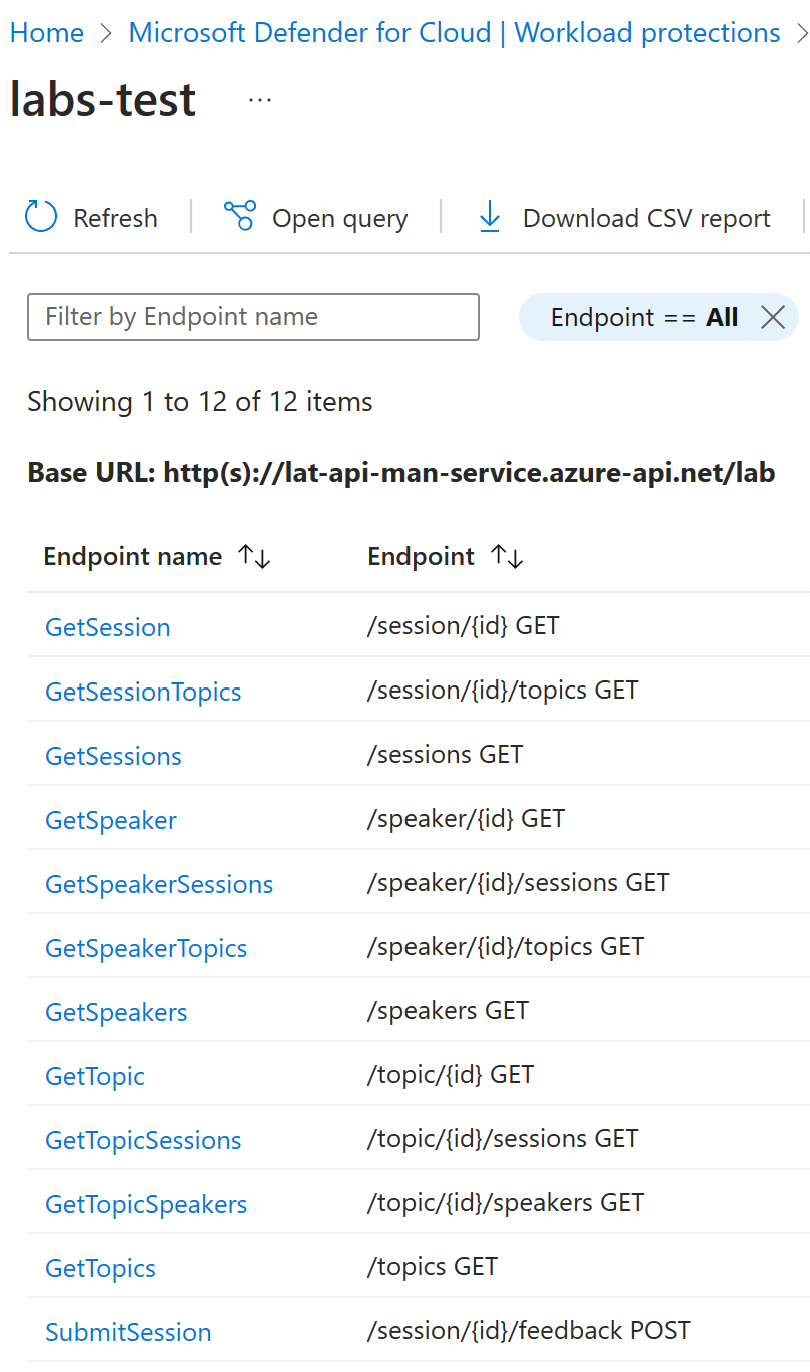 Home > Microsoft Defender for Cloud | Workload protections >
labs-test ...
Refresh Open query Download CSV report
Filter by Endpoint name Endpoint == All
Showing 1 to 12 of 12 items
Base URL: http(s)://lat-api-man-service.azure-api.net/lab
Endpoint name Endpoint
GetSession /session/{id} GET
GetSessionTopics /session/{id}/topics GET
GetSessions /sessions GET
GetSpeaker /speaker/{id} GET
GetSpeakerSessions /speaker/{id}/sessions GET
GetSpeakerTopics /speaker/{id}/topics GET
GetSpeakers /speakers GET
GetTopic /topic/{id} GET
GetTopicSessions /topic/{id}/sessions GET
GetTopicSpeakers /topic/{id}/speakers GET
GetTopics /topics GET
SubmitSession /session/{id}/feedback POST